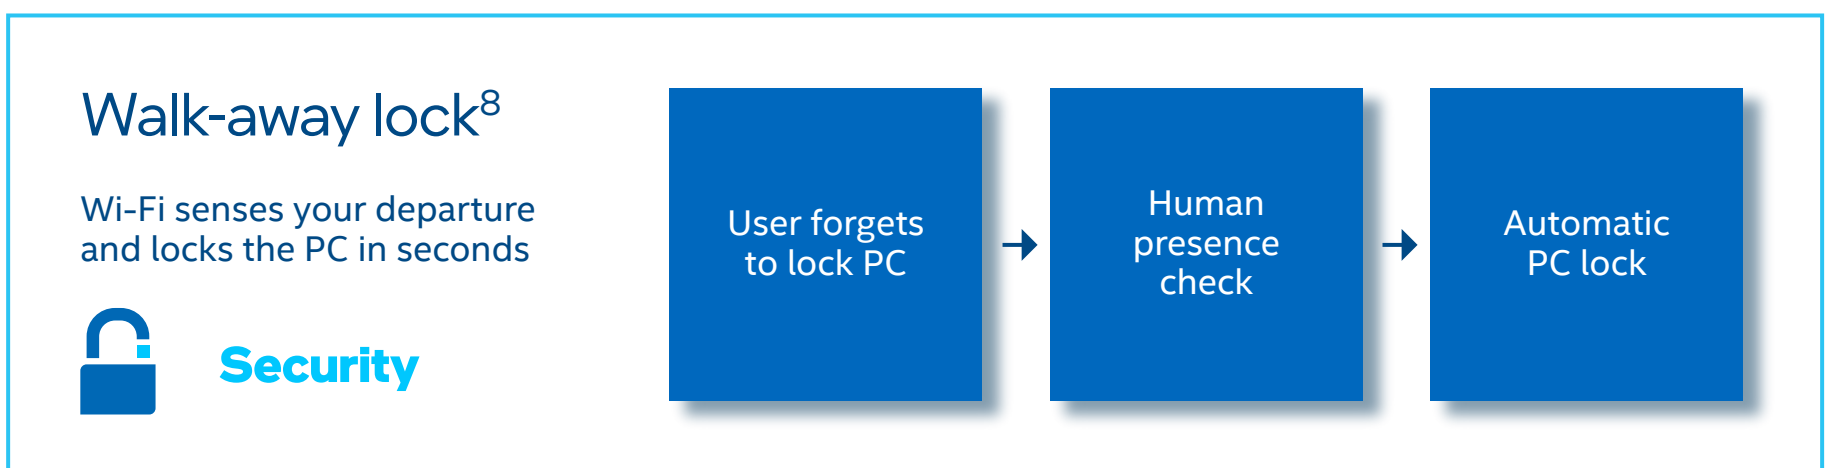 Walk-away lock⁸
Wi-Fi senses your departure
and locks the PC in seconds
Security
User forgets
to lock PC
Human
presence
check
Automatic
PC lock